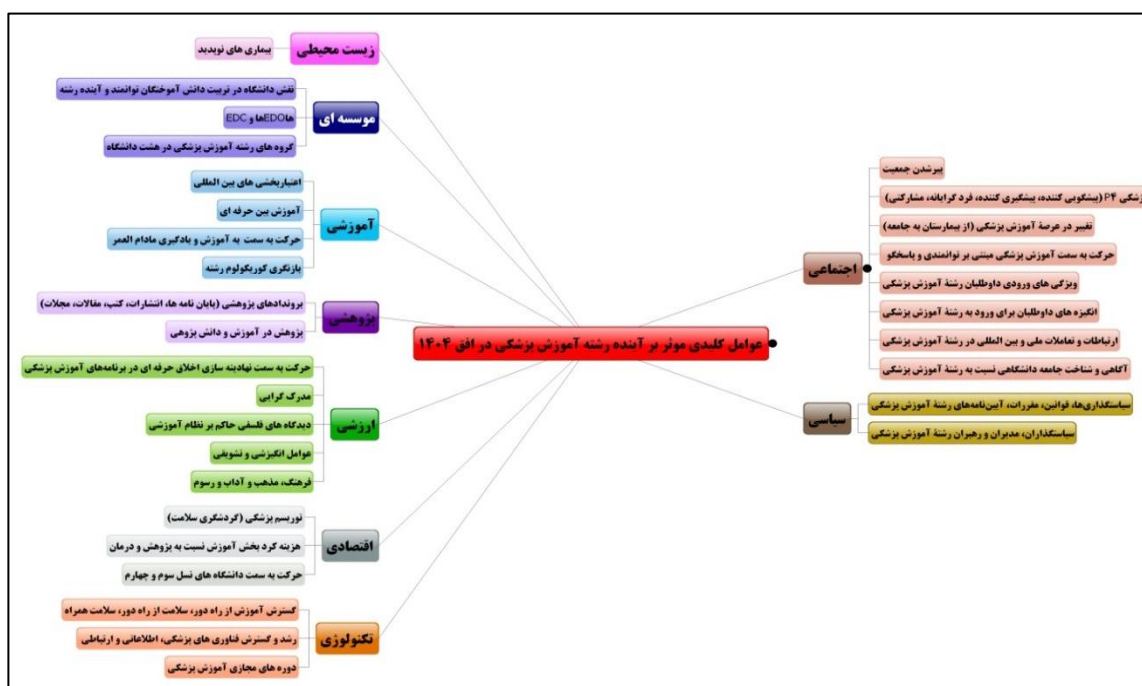 عوامل کلیدی موثر بر آینده رشته آموزش پزشکی در افق ۱۴۰۴
اجتماعی
پیرشدن جمعیت
زشکی P۴ (پیشگویی کننده، پیشگیری کننده، فرد گرایانه، مشارکتی)
تغییر در عرصۀ آموزش پزشکی (از بیمارستان به جامعه)
حرکت به سمت آموزش پزشکی مبتنی بر توانمندی و پاسخگو
ویژگی های ورودی داوطلبان رشتۀ آموزش پزشکی
انگیزه های داوطلبان برای ورود به رشتۀ آموزش پزشکی
ارتباطات و تعاملات ملی و بین المللی در رشتۀ آموزش پزشکی
آگاهی و شناخت جامعه دانشگاهی نسبت به رشتۀ آموزش پزشکی
سیاسی
سیاستگذاری‌ها، قوانین، مقررات، آیین‌نامه‌های رشتۀ آموزش پزشکی
سیاستگذاران، مدیران و رهبران رشتۀ آموزش پزشکی
زیست محیطی
بیماری های نوپدید
موسسه ای
نقش دانشگاه در تربیت دانش آموختگان توانمند و آینده رشته
هاEDOها و EDC
گروه های رشته آموزش پزشکی در هشت دانشگاه
آموزشی
اعتباربخشی های بین المللی
آموزش بین حرفه ای
حرکت به سمت به آموزش و یادگیری مادام العمر
بازنگری کوریکولوم رشته
پژوهشی
بروندادهای پژوهشی (پایان نامه ها، انتشارات، کتب، مقالات، مجلات)
پژوهش در آموزش و دانش پژوهی
ارزشی
حرکت به سمت نهادینه سازی اخلاق حرفه ای در برنامه‌های آموزش پزشکی
مدرک گرایی
دیدگاه های فلسفی حاکم بر نظام آموزشی
عوامل انگیزشی و تشویقی
فرهنگ، مذهب و آداب و رسوم
اقتصادی
توریسم پزشکی (گردشگری سلامت)
هزینه کرد بخش آموزش نسبت به پژوهش و درمان
حرکت به سمت دانشگاه های نسل سوم و چهارم
تکنولوژی
گسترش آموزش از راه دور، سلامت از راه دور، سلامت همراه
رشد و گسترش فناوری های پزشکی، اطلاعاتی و ارتباطی
دوره های مجازی آموزش پزشکی